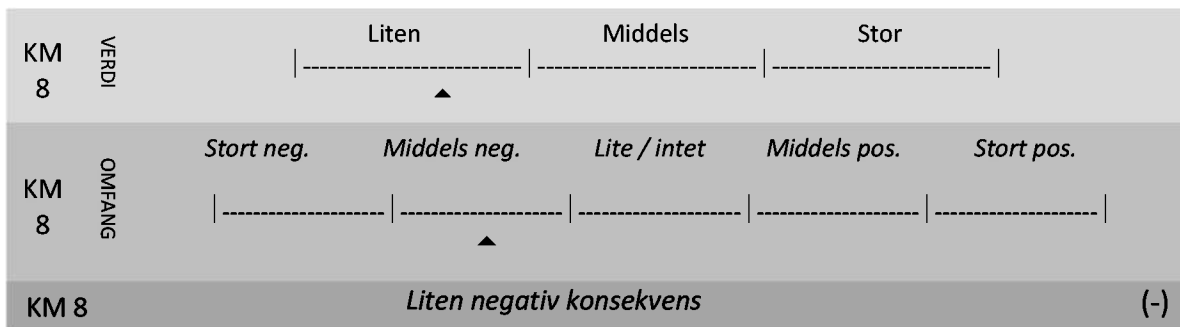 KM 8 VERDI
Liten Middels Stor
|--------------------------|--------------------------|-------------------------|
▲
KM 8 OMFANG
Stort neg. Middels neg. Lite / intet Middels pos. Stort pos.
|---------------------|---------------------|---------------------|---------------------|---------------------|
▲
KM 8 Liten negativ konsekvens (-)